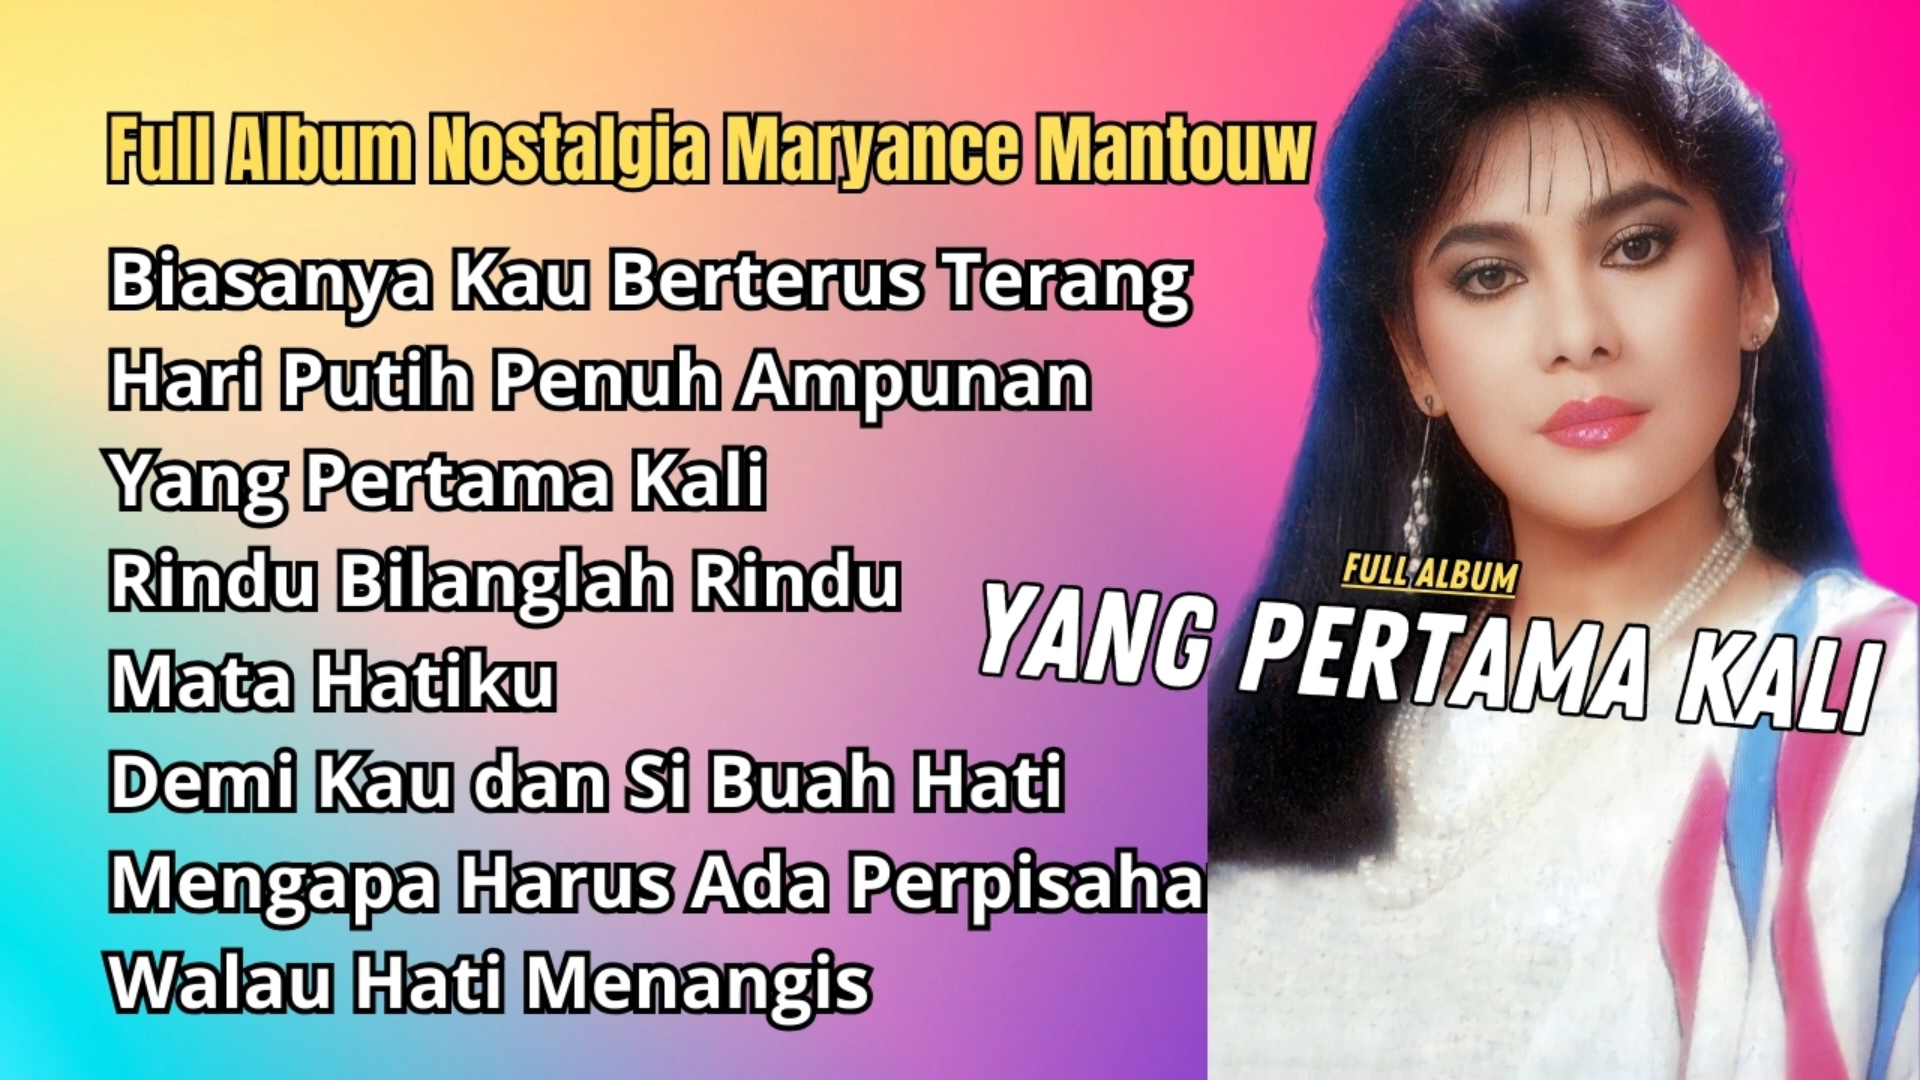 Full Album Nostalgia Maryance Mantouw
Biasanya Kau Berterus Terang
Hari Putih Penuh Ampunan
Yang Pertama Kali
Rindu Bilanglah Rindu
Mata Hatiku
Demi Kau dan Si Buah Hati
Mengapa Harus Ada Perpisaha
Walau Hati Menangis
FULL ALBUM
YANG PERTAMA KALI